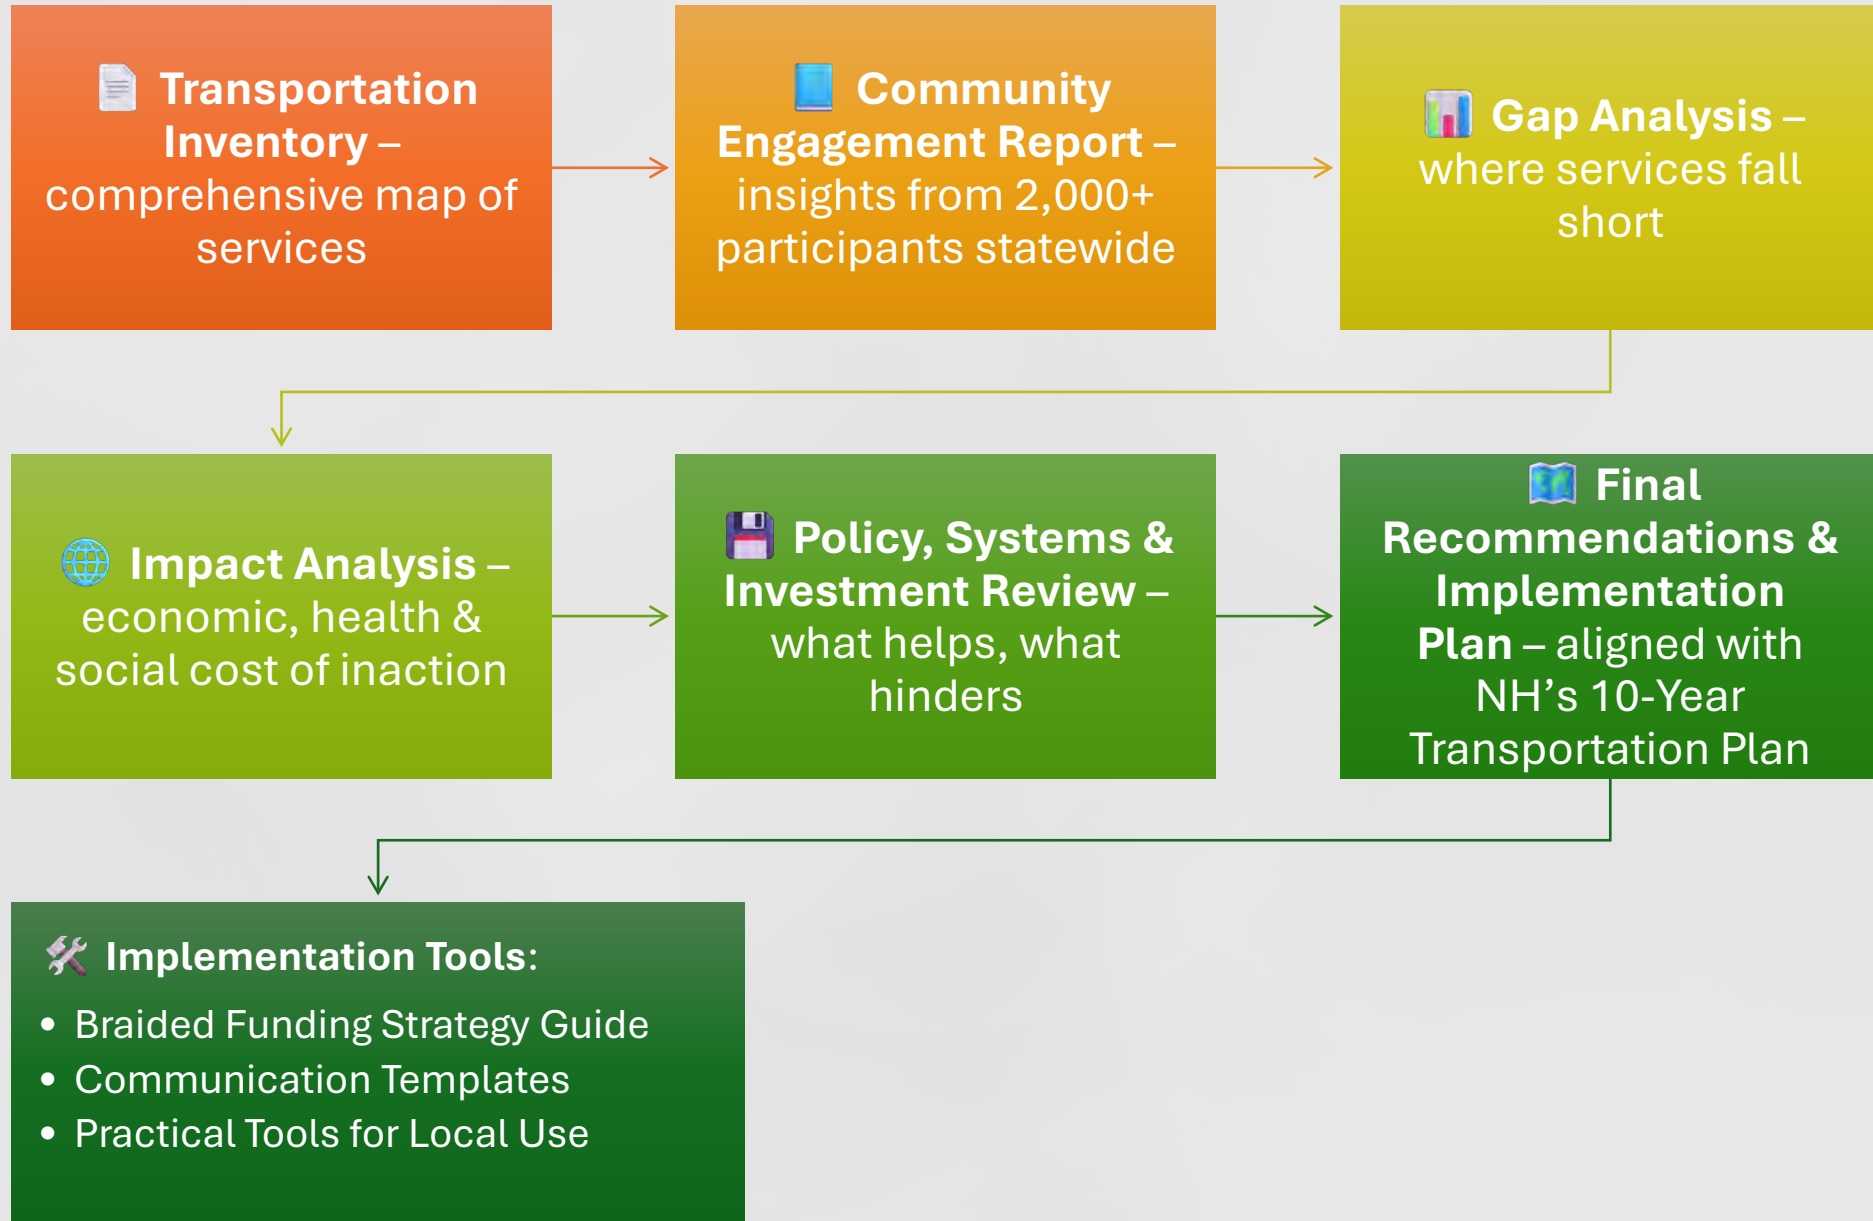 Transportation
Inventory –
comprehensive map of
services
Community
Engagement Report –
insights from 2,000+
participants statewide
Gap Analysis –
where services fall
short
Impact Analysis –
economic, health &
social cost of inaction
Policy, Systems &
Investment Review –
what helps, what
hinders
Final
Recommendations &
Implementation
Plan – aligned with
NH’s 10-Year
Transportation Plan
Implementation Tools:
• Braided Funding Strategy Guide
• Communication Templates
• Practical Tools for Local Use